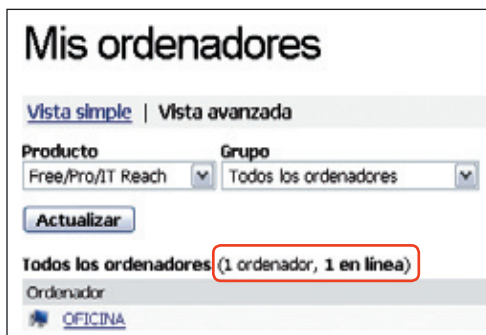 Mis ordenadores
Vista simple | Vista avanzada
Producto Grupo
Free/Pro/IT Reach Todos los ordenadores
Actualizar
Todos los ordenadores (1 ordenador, 1 en línea)
Ordenador
OFICINA